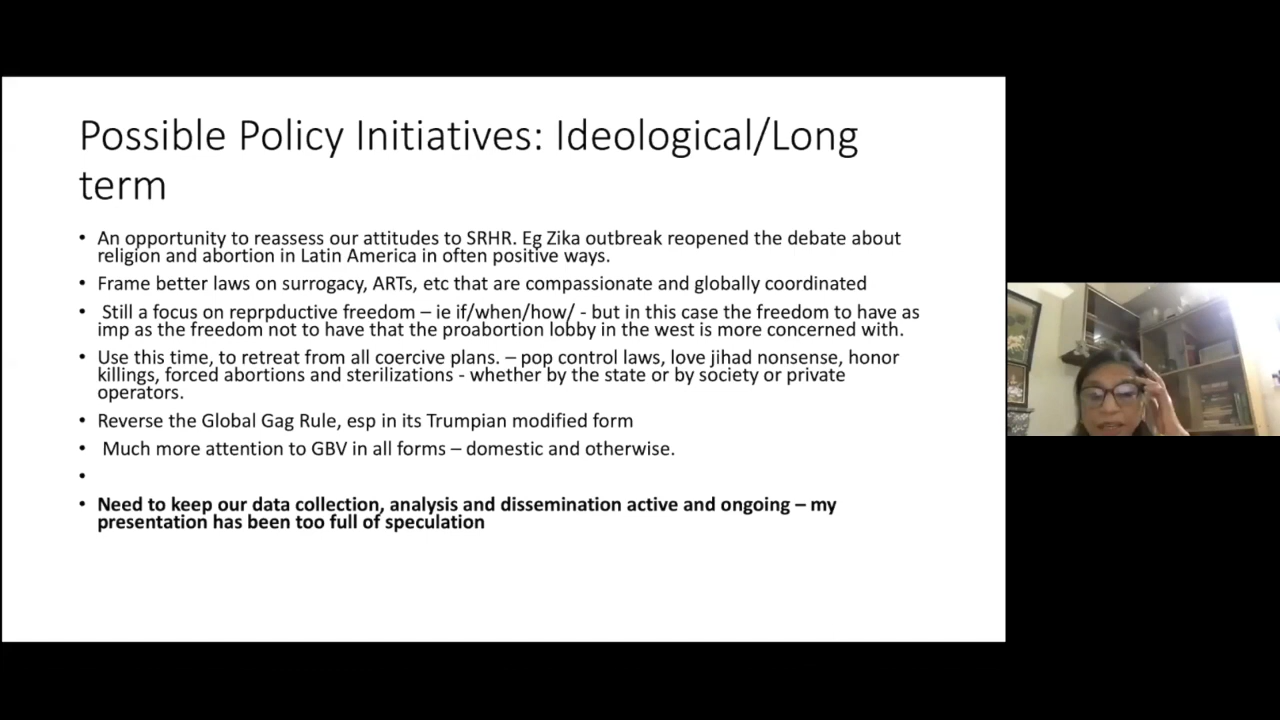 Possible Policy Initiatives: Ideological/Long
term
• An opportunity to reassess our attitudes to SRHR. Eg Zika outbreak reopened the debate about
religion and abortion in Latin America in often positive ways.
• Frame better laws on surrogacy, ARTs, etc that are compassionate and globally coordinated
• Still a focus on reprpductive freedom – ie if/when/how/ - but in this case the freedom to have as
imp as the freedom not to have that the proabortion lobby in the west is more concerned with.
• Use this time, to retreat from all coercive plans. – pop control laws, love jihad nonsense, honor
killings, forced abortions and sterilizations - whether by the state or by society or private
operators.
• Reverse the Global Gag Rule, esp in its Trumpian modified form
• Much more attention to GBV in all forms – domestic and otherwise.
•
• Need to keep our data collection, analysis and dissemination active and ongoing – my
presentation has been too full of speculation